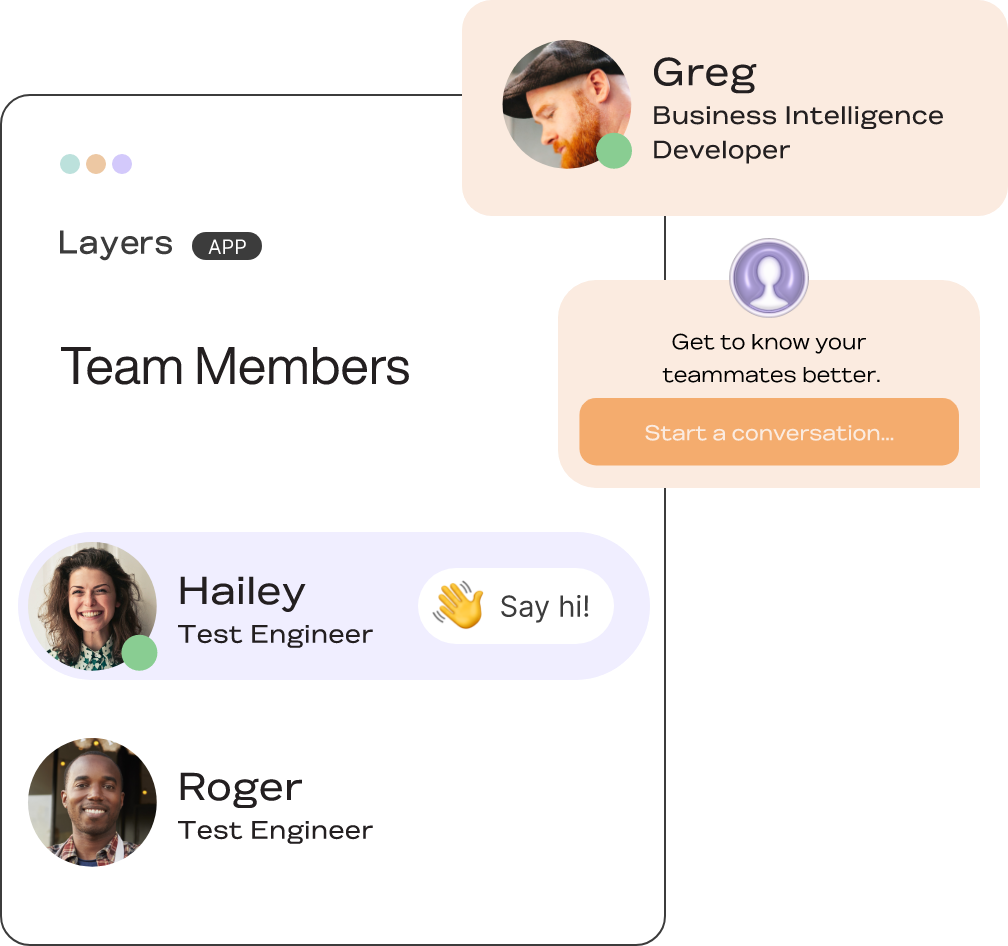 Greg
Business Intelligence
Developer
Layers APP
Get to know your
teammates better.
Start a conversation...
Team Members
Hailey
Test Engineer
Say hi!
Roger
Test Engineer